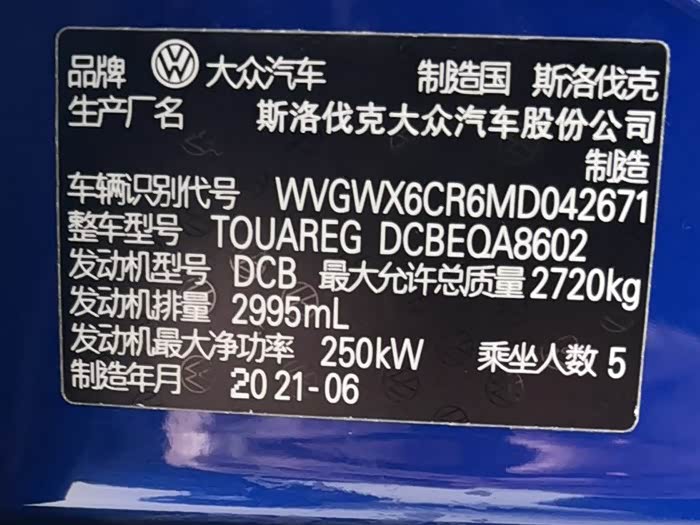 品牌 大众汽车 制造国 斯洛伐克
生产厂名 斯洛伐克大众汽车股份公司
制造
车辆识别代号 WVGWX6CR6MD042671
整车型号 TOUAREG DCBEQA8602
发动机型号 DCB 最大允许总质量 2720kg
发动机排量 2995mL
发动机最大净功率 250kW 乘坐人数 5
制造年月 2021-06